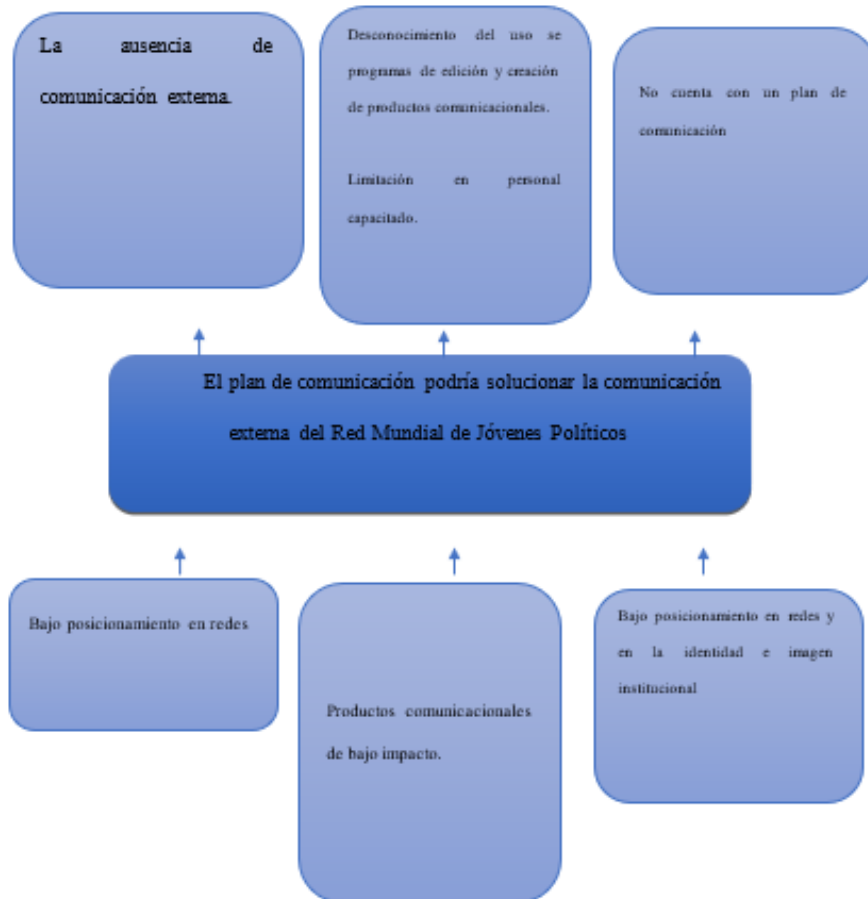 La ausencia de
comunicación externa.
Desconocimiento del uso se
programas de edición y creación
de productos comunicacionales.
Limitación en personal
capacitado.
No cuenta con un plan de
comunicación
El plan de comunicación podría solucionar la comunicación
externa del Red Mundial de Jóvenes Políticos
Bajo posicionamiento en redes
Productos comunicacionales
de bajo impacto.
Bajo posicionamiento en redes y
en la identidad e imagen
institucional